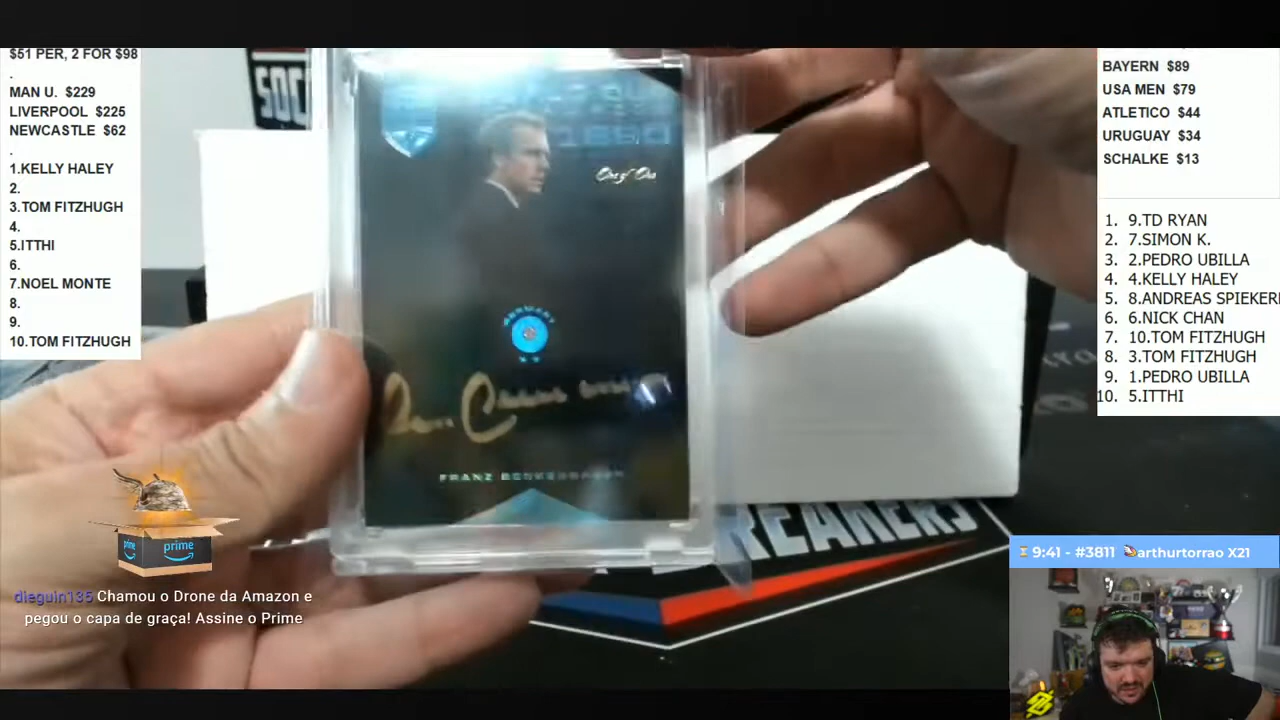 $51 PER, 2 FOR $98
.
MAN U. $229
LIVERPOOL $225
NEWCASTLE $62
.
1.KELLY HALEY
2.
3.TOM FITZHUGH
4.
5.ITTHI
6.
7.NOEL MONTE
8.
9.
10.TOM FITZHUGH
SOC
One of One
GERMANY
FRANZ BECKENBAUER
BREAKERS
BAYERN $89
USA MEN $79
ATLETICO $44
URUGUAY $34
SCHALKE $13
1. 9.TD RYAN
2. 7.SIMON K.
3. 2.PEDRO UBILLA
4. 4.KELLY HALEY
5. 8.ANDREAS SPIEKER
6. 6.NICK CHAN
7. 10.TOM FITZHUGH
8. 3.TOM FITZHUGH
9. 1.PEDRO UBILLA
10. 5.ITTHI
prime
prime
dieguin135 Chamou o Drone da Amazon e
pegou o capa de graça! Assine o Prime
9:41 - #3811 arthurtorrao X21